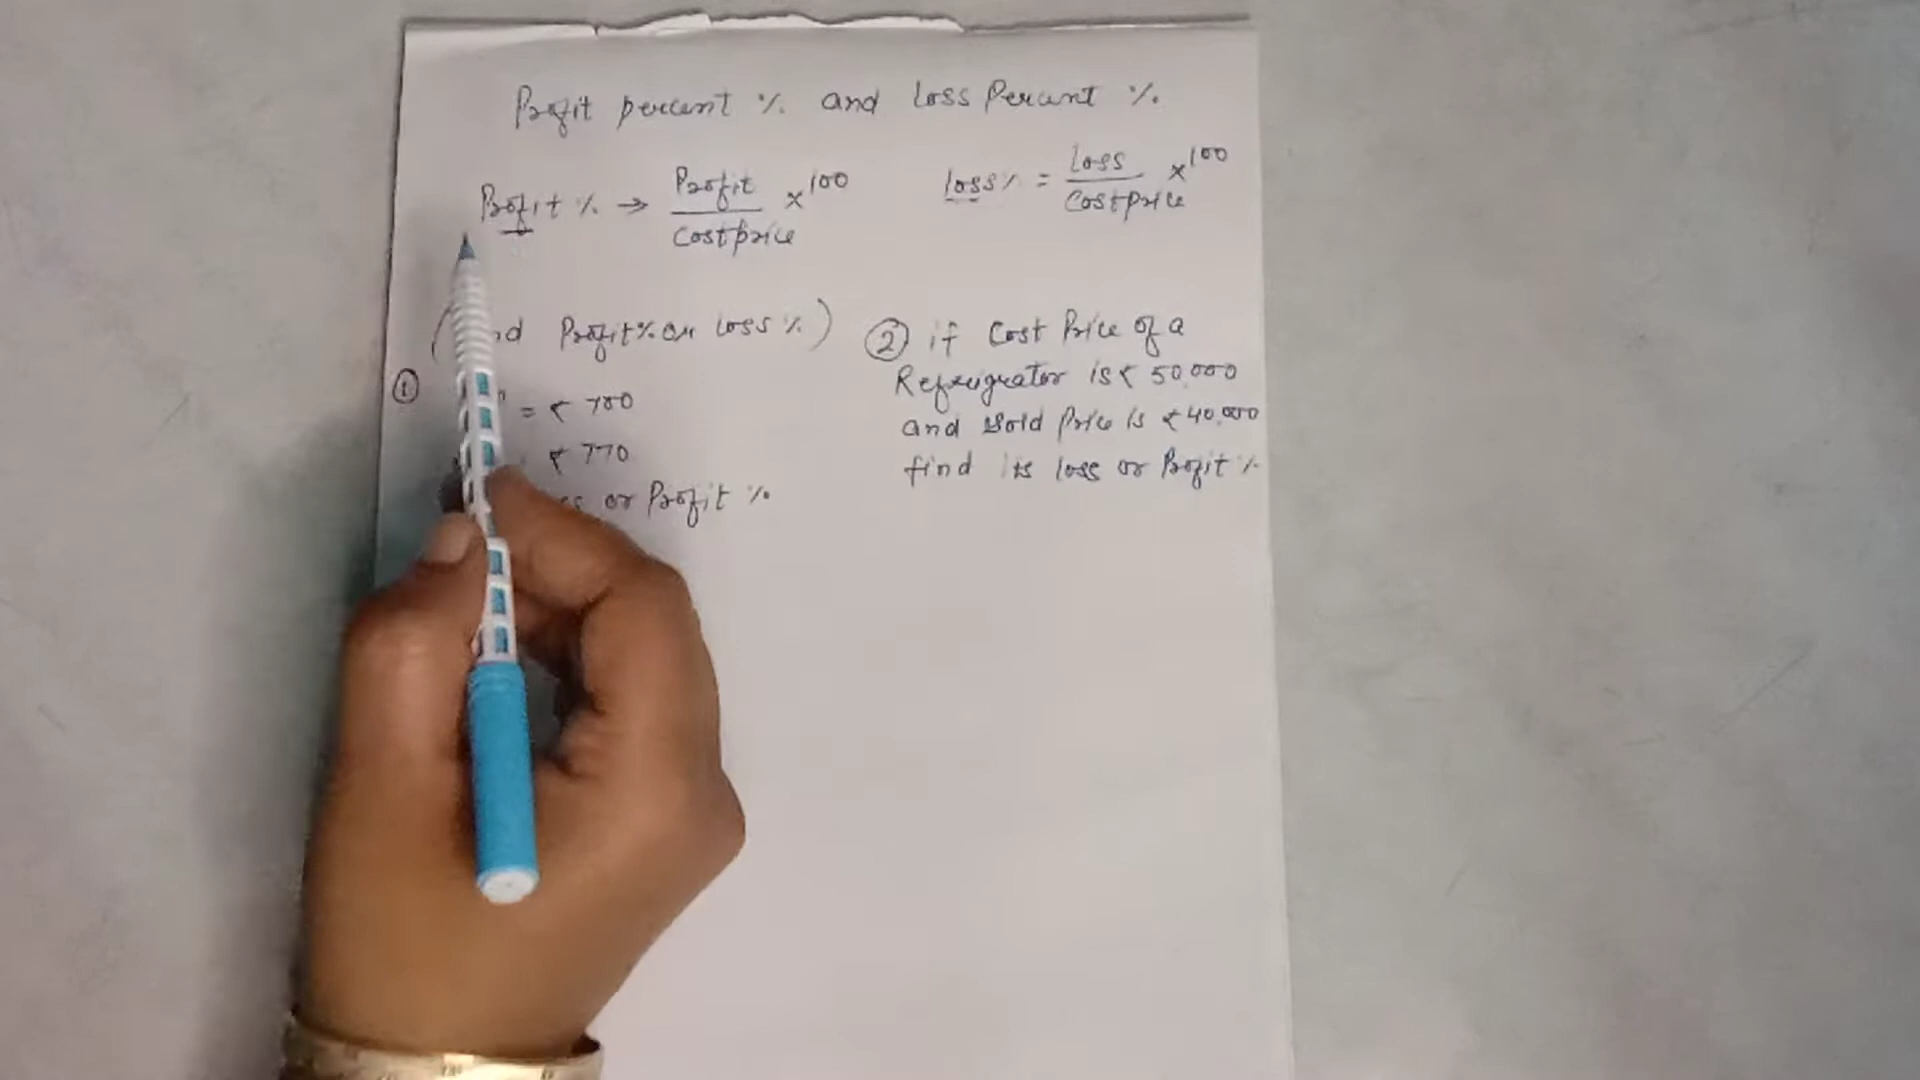 Profit percent % and Loss Percent %
Profit % → Profit / Cost price × 100
loss % = Loss / Cost price × 100
Profit % or loss % )
① = ₹ 700
₹ 770
or Profit %
② if Cost Price of a
Refrigrator is ₹ 50,000
and sold Price is ₹ 40,000
find its loss or Profit %